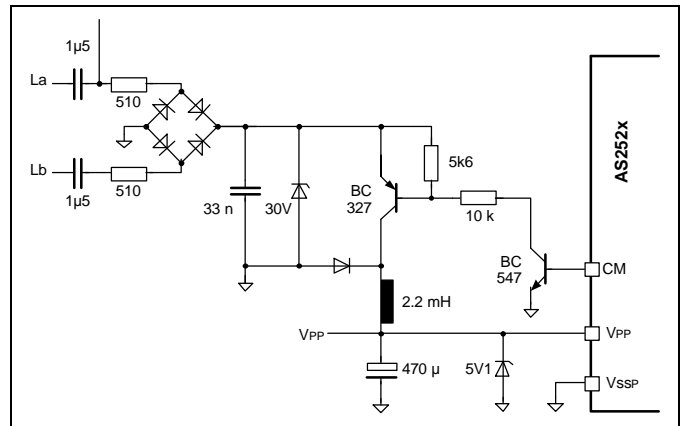 1µ5
La
510
Lb
510
1µ5
33 n
30V
BC
327
5k6
10 k
BC
547
2.2 mH
VPP
470 µ
5V1
AS252x
CM
VPP
VSSP